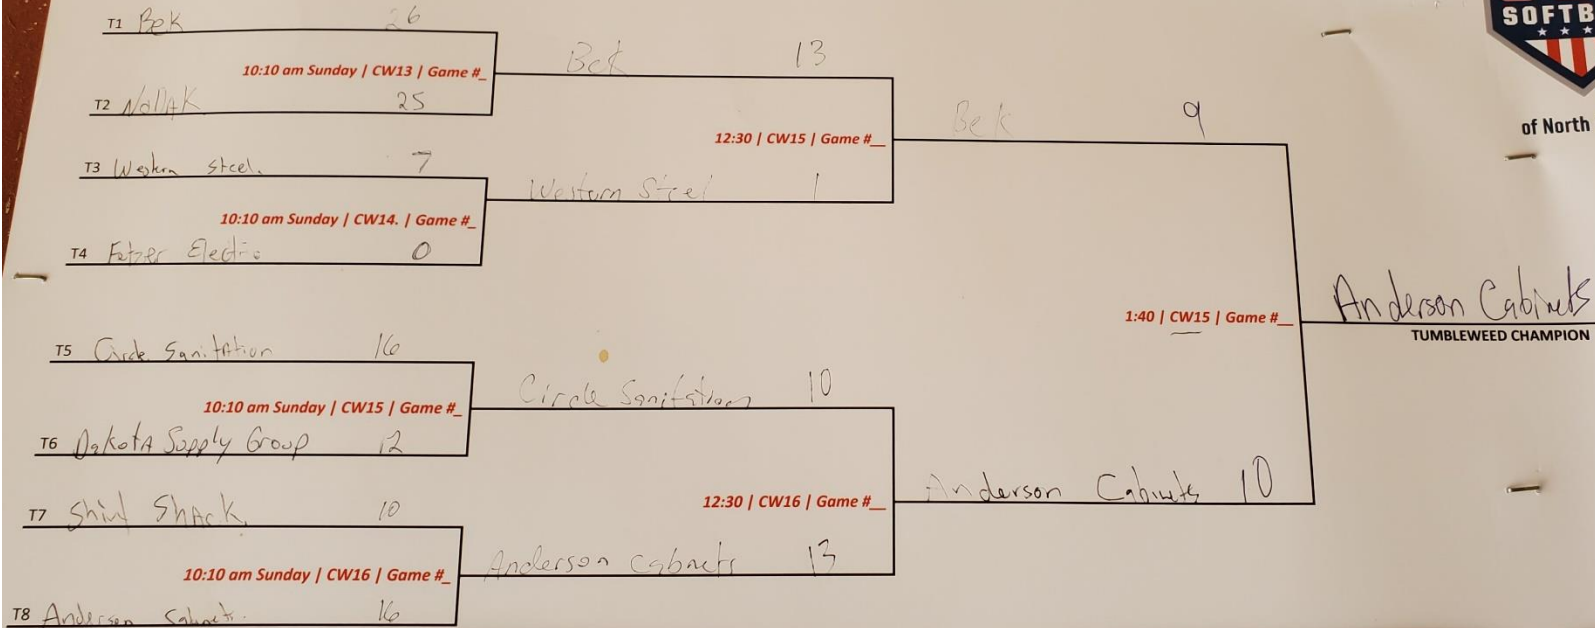 SOFTB
T1 Bek 26
10:10 am Sunday | CW13 | Game #_
Bek 13
T2 NoDAK 25
of North
12:30 | CW15 | Game #__
Bek 9
T3 Western Steel. 7
10:10 am Sunday | CW14. | Game #_
Western Steel 1
T4 Fetzer Electric 0
1:40 | CW15 | Game #__
Anderson Cabinets
TUMBLEWEED CHAMPION
T5 Circle Sanitation 16
10:10 am Sunday | CW15 | Game #_
Circle Sanitation 10
T6 Dakota Supply Group 12
12:30 | CW16 | Game #__
Anderson Cabinets 10
T7 Shirt Shack 10
10:10 am Sunday | CW16 | Game #_
Anderson Cabnets 13
T8 Anderson Cabnets 16